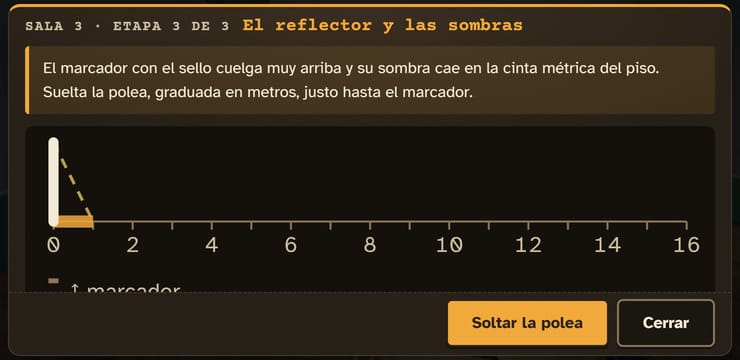 SALA 3 · ETAPA 3 DE 3 El reflector y las sombras
El marcador con el sello cuelga muy arriba y su sombra cae en la cinta métrica del piso.
Suelta la polea, graduada en metros, justo hasta el marcador.
0 2 4 6 8 10 12 14 16
↑ marcador
Soltar la polea Cerrar